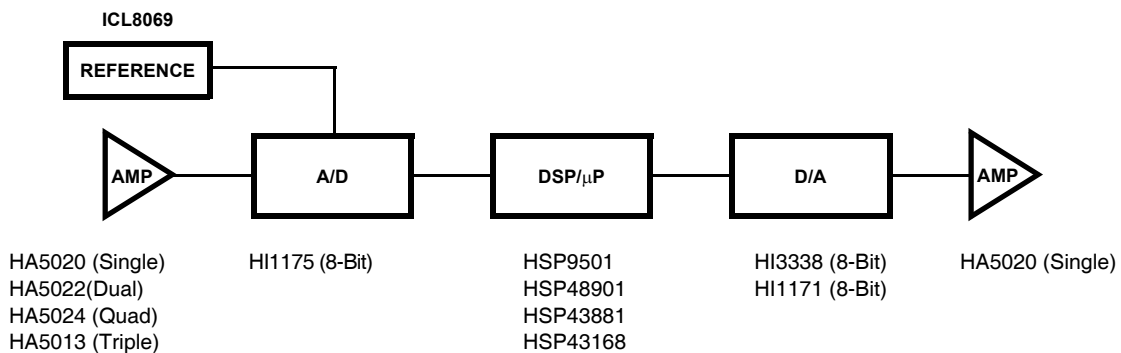 ICL8069
REFERENCE
AMP
A/D
DSP/μP
D/A
AMP
HA5020 (Single)
HA5022(Dual)
HA5024 (Quad)
HA5013 (Triple)
HI1175 (8-Bit)
HSP9501
HSP48901
HSP43881
HSP43168
HI3338 (8-Bit)
HI1171 (8-Bit)
HA5020 (Single)